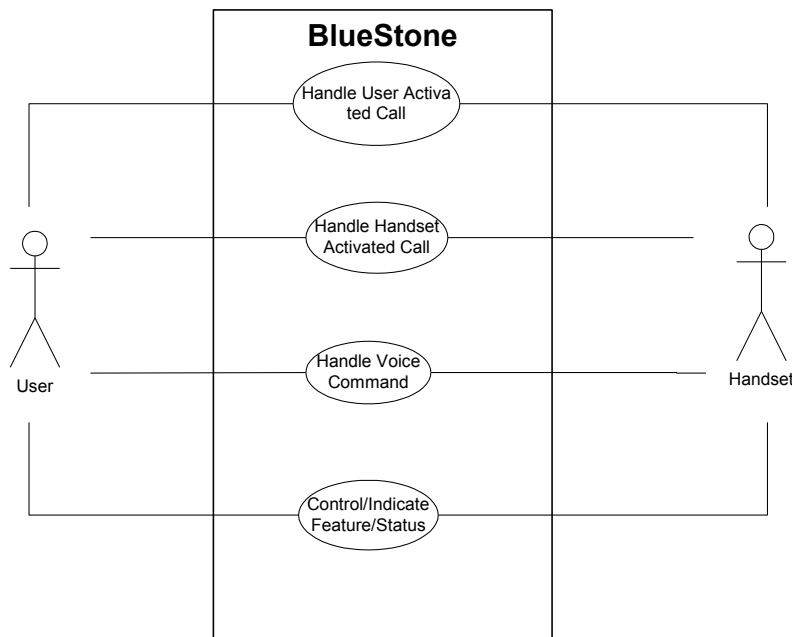 BlueStone
Handle User Activa
ted Call
Handle Handset
Activated Call
Handle Voice
Command
User
Handset
Control/Indicate
Feature/Status